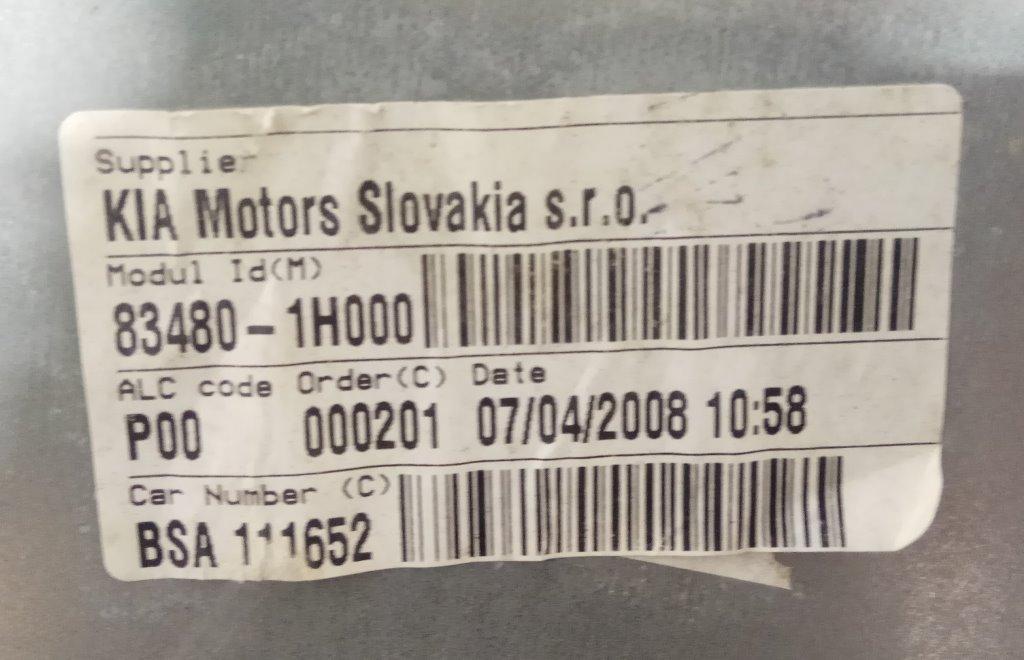 Supplier
KIA Motors Slovakia s.r.o.
Modul Id(M)
83480-1H000
ALC code Order(C) Date
P00 000201 07/04/2008 10:58
Car Number (C)
BSA 111652